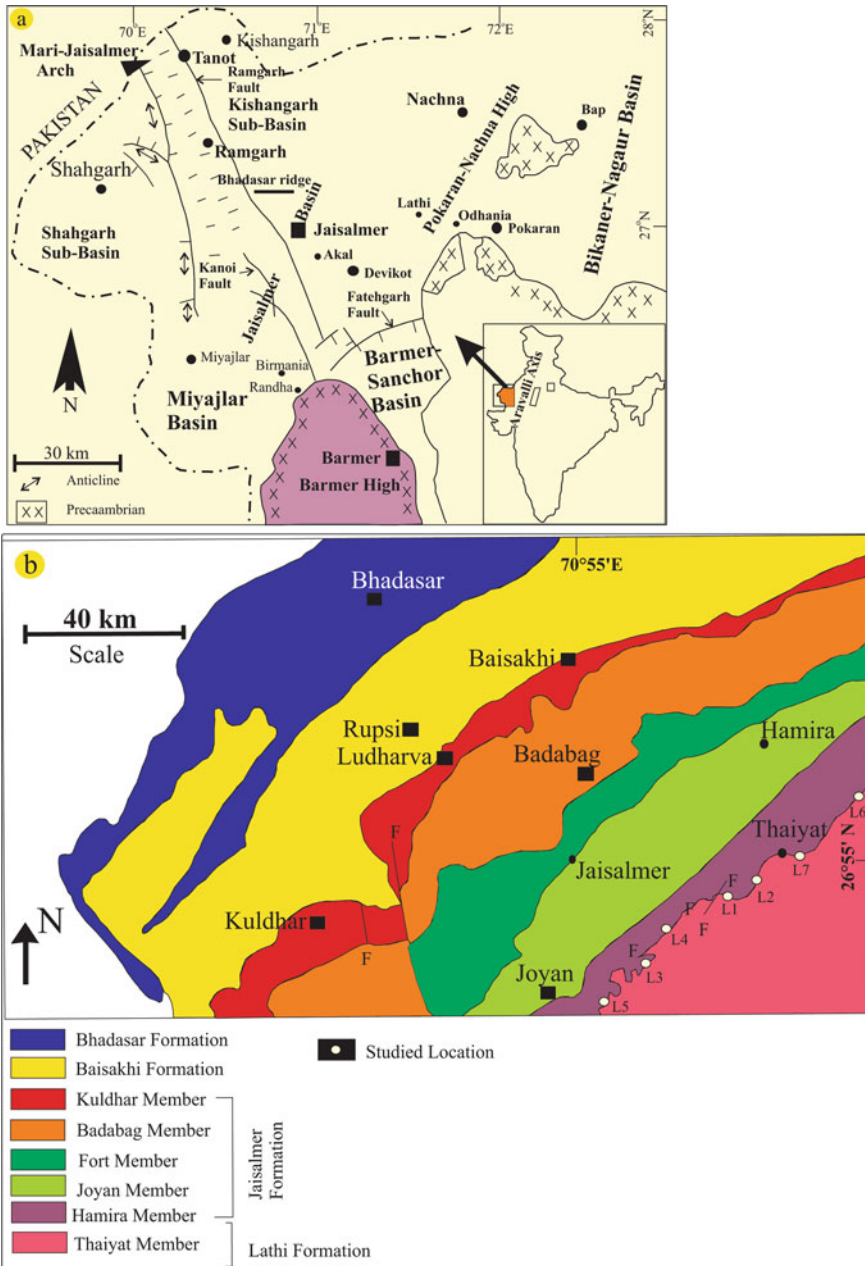 a
70°E
71°E
72°E
28°N
Mari-Jaisalmer
Arch
Kishangarh
Tanot
Ramgarh
Fault
Kishangarh
Sub-Basin
PAKISTAN
Nachna
Bap
Ramgarh
Shahgarh
Bhadasar ridge
Pokaran-Nachna High
Bikaner-Nagaur Basin
Lathi
Odhania
Pokaran
27°N
Basin
Jaisalmer
Shahgarh
Sub-Basin
Akal
Devikot
Kanoi
Fault
Jaisalmer
Fatehgarh
Fault
Miyajlar
Birmania
Randha
Barmer-
Sanchor
Basin
Miyajlar
Basin
N
30 km
Anticline
Precaambrian
Barmer
Barmer High
Aravalli Axis
b
70°55'E
Bhadasar
40 km
Scale
Baisakhi
Rupsi
Ludharva
Badabag
Hamira
F
Thaiyat
L6
26°55' N
Jaisalmer
L7
L2
F
L1
F
F
L4
N
Kuldhar
F
F
L3
Joyan
L5
Bhadasar Formation
Baisakhi Formation
Kuldhar Member
Badabag Member
Fort Member
Joyan Member
Hamira Member
Thaiyat Member
Jaisalmer
Formation
Lathi Formation
Studied Location